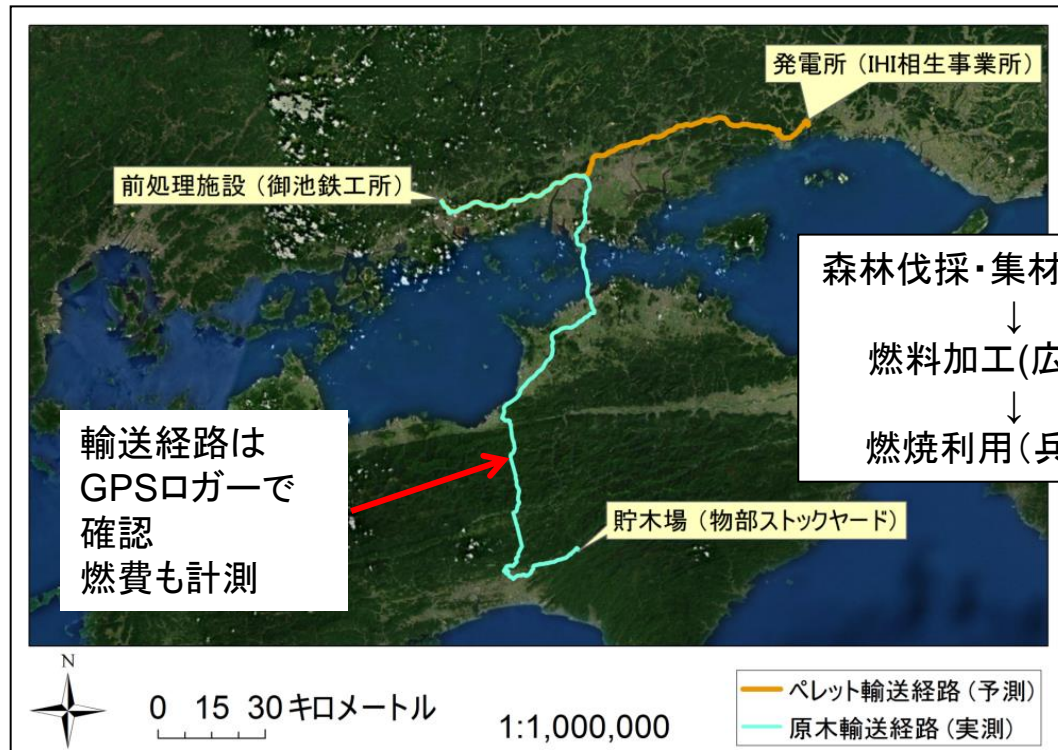 発電所（IHI相生事業所）
前処理施設（御池鉄工所）
森林伐採・集材
↓
燃料加工(広
↓
燃焼利用（兵
輸送経路は
GPSロガーで
確認
燃費も計測
貯木場（物部ストックヤード）
N
0 15 30 キロメートル
1:1,000,000
ペレット輸送経路（予測）
原木輸送経路（実測）